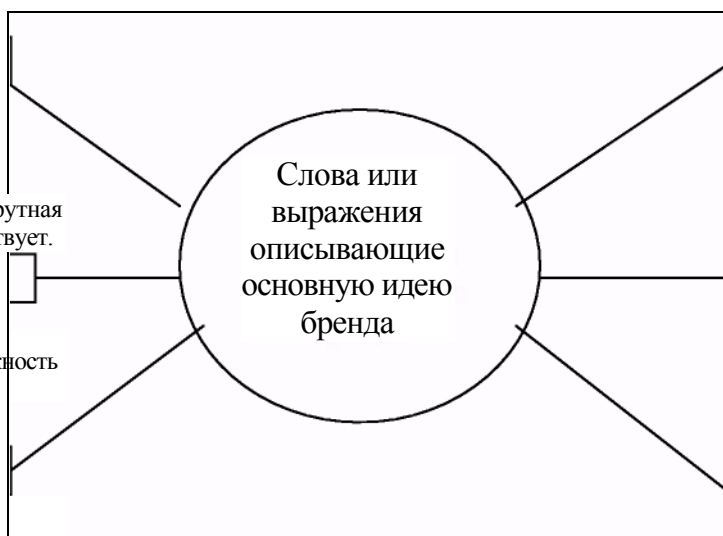 Слова или
выражения
описывающие
основную идею
бренда